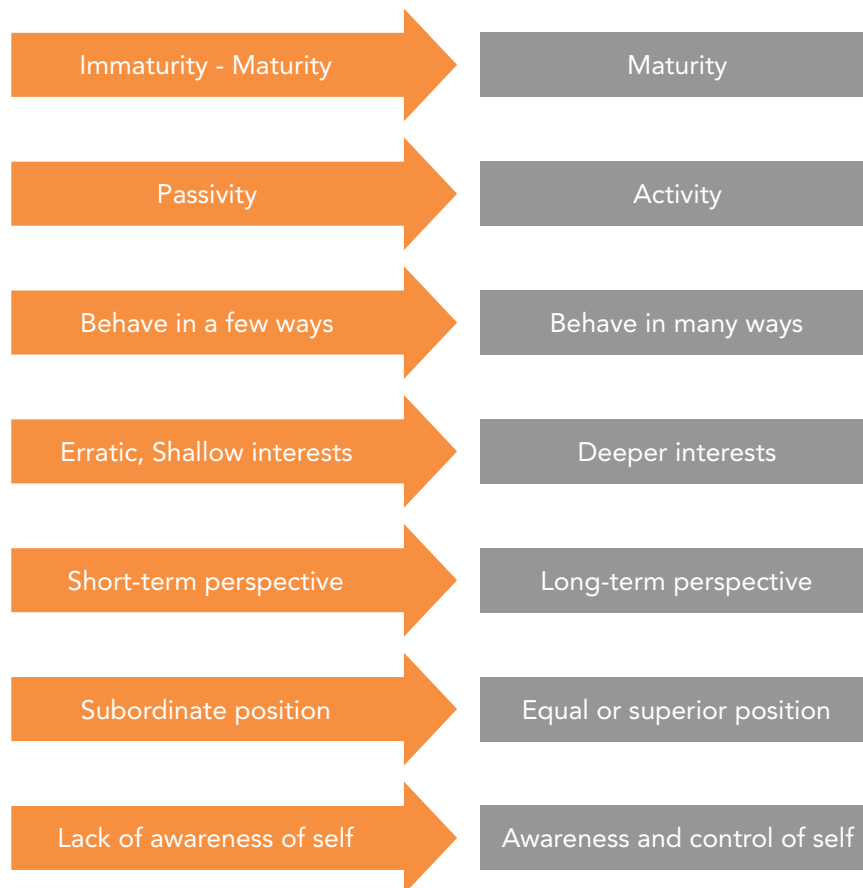 Immaturity - Maturity
Maturity
Passivity
Activity
Behave in a few ways
Behave in many ways
Erratic, Shallow interests
Deeper interests
Short-term perspective
Long-term perspective
Subordinate position
Equal or superior position
Lack of awareness of self
Awareness and control of self